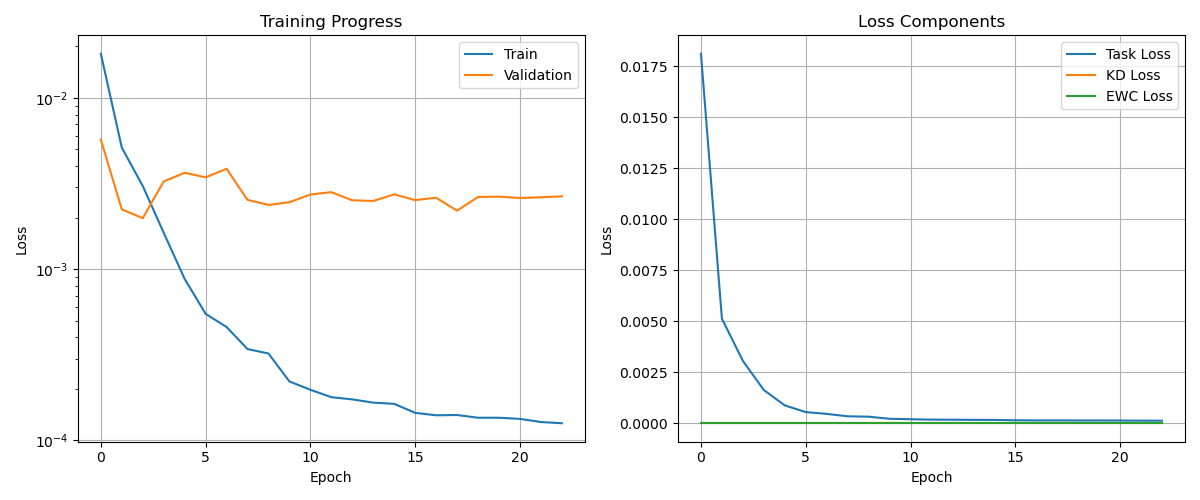 Training Progress
Train
Validation
10⁻²
10⁻³
10⁻⁴
Loss
0 5 10 15 20
Epoch
Loss Components
Task Loss
KD Loss
EWC Loss
0.0175
0.0150
0.0125
0.0100
0.0075
0.0050
0.0025
0.0000
Loss
0 5 10 15 20
Epoch